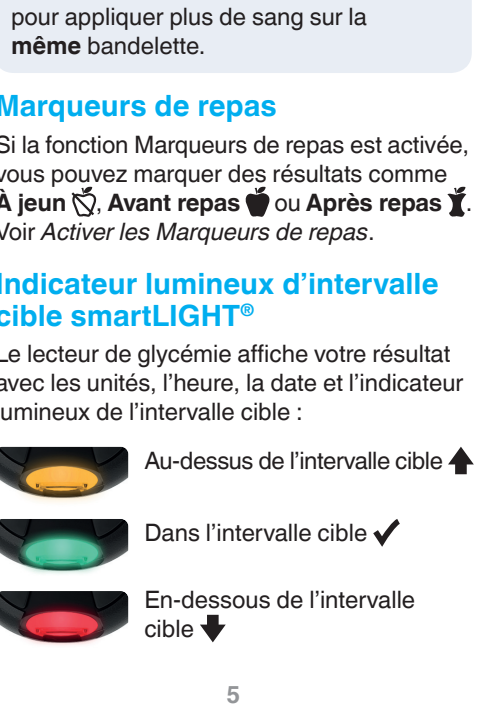 pour appliquer plus de sang sur la
même bandelette.
Marqueurs de repas
Si la fonction Marqueurs de repas est activée,
vous pouvez marquer des résultats comme
À jeun, Avant repas ou Après repas.
Voir Activer les Marqueurs de repas.
Indicateur lumineux d'intervalle
cible smartLIGHT®
Le lecteur de glycémie affiche votre résultat
avec les unités, l'heure, la date et l'indicateur
lumineux de l'intervalle cible :
Au-dessus de l'intervalle cible
Dans l'intervalle cible ✓
En-dessous de l'intervalle
cible
5